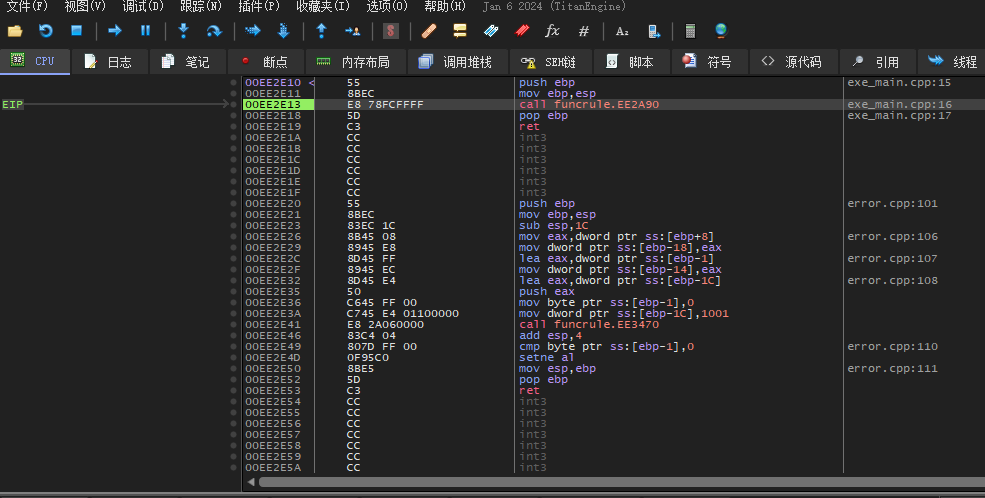 文件(F) 视图(V) 调试(D) 跟踪(N) 插件(P) 收藏夹(I) 选项(O) 帮助(H) Jan 6 2024 (TitanEngine)
fx # A₂
32 CPU 日志 笔记 断点 内存布局 调用堆栈 SEH链 脚本 符号 <> 源代码 引用 线程
00EE2E10 < 55 push ebp exe_main.cpp:15
00EE2E11 8BEC mov ebp,esp
EIP 00EE2E13 E8 78FCFFFF call funcrule.EE2A90 exe_main.cpp:16
00EE2E18 5D pop ebp exe_main.cpp:17
00EE2E19 C3 ret
00EE2E1A CC int3
00EE2E1B CC int3
00EE2E1C CC int3
00EE2E1D CC int3
00EE2E1E CC int3
00EE2E1F CC int3
00EE2E20 55 push ebp error.cpp:101
00EE2E21 8BEC mov ebp,esp
00EE2E23 83EC 1C sub esp,1C
00EE2E26 8B45 08 mov eax,dword ptr ss:[ebp+8] error.cpp:106
00EE2E29 8945 E8 mov dword ptr ss:[ebp-18],eax
00EE2E2C 8D45 FF lea eax,dword ptr ss:[ebp-1] error.cpp:107
00EE2E2F 8945 EC mov dword ptr ss:[ebp-14],eax
00EE2E32 8D45 E4 lea eax,dword ptr ss:[ebp-1C] error.cpp:108
00EE2E35 50 push eax
00EE2E36 C645 FF 00 mov byte ptr ss:[ebp-1],0
00EE2E3A C745 E4 01100000 mov dword ptr ss:[ebp-1C],1001
00EE2E41 E8 2A060000 call funcrule.EE3470
00EE2E46 83C4 04 add esp,4
00EE2E49 807D FF 00 cmp byte ptr ss:[ebp-1],0 error.cpp:110
00EE2E4D 0F95C0 setne al
00EE2E50 8BE5 mov esp,ebp error.cpp:111
00EE2E52 5D pop ebp
00EE2E53 C3 ret
00EE2E54 CC int3
00EE2E55 CC int3
00EE2E56 CC int3
00EE2E57 CC int3
00EE2E58 CC int3
00EE2E59 CC int3
00EE2E5A CC int3